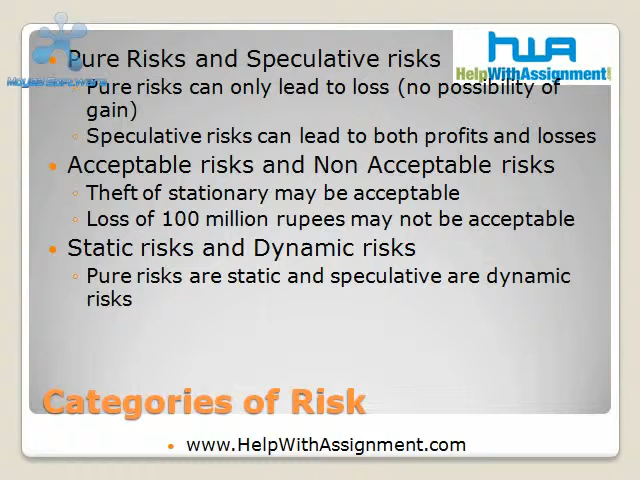 Pure Risks and Speculative risks
HelpWithAssignment!
Pure risks can only lead to loss (no possibility of
gain)
Speculative risks can lead to both profits and losses
Acceptable risks and Non Acceptable risks
Theft of stationary may be acceptable
Loss of 100 million rupees may not be acceptable
Static risks and Dynamic risks
Pure risks are static and speculative are dynamic
risks
Categories of Risk
www.HelpWithAssignment.com